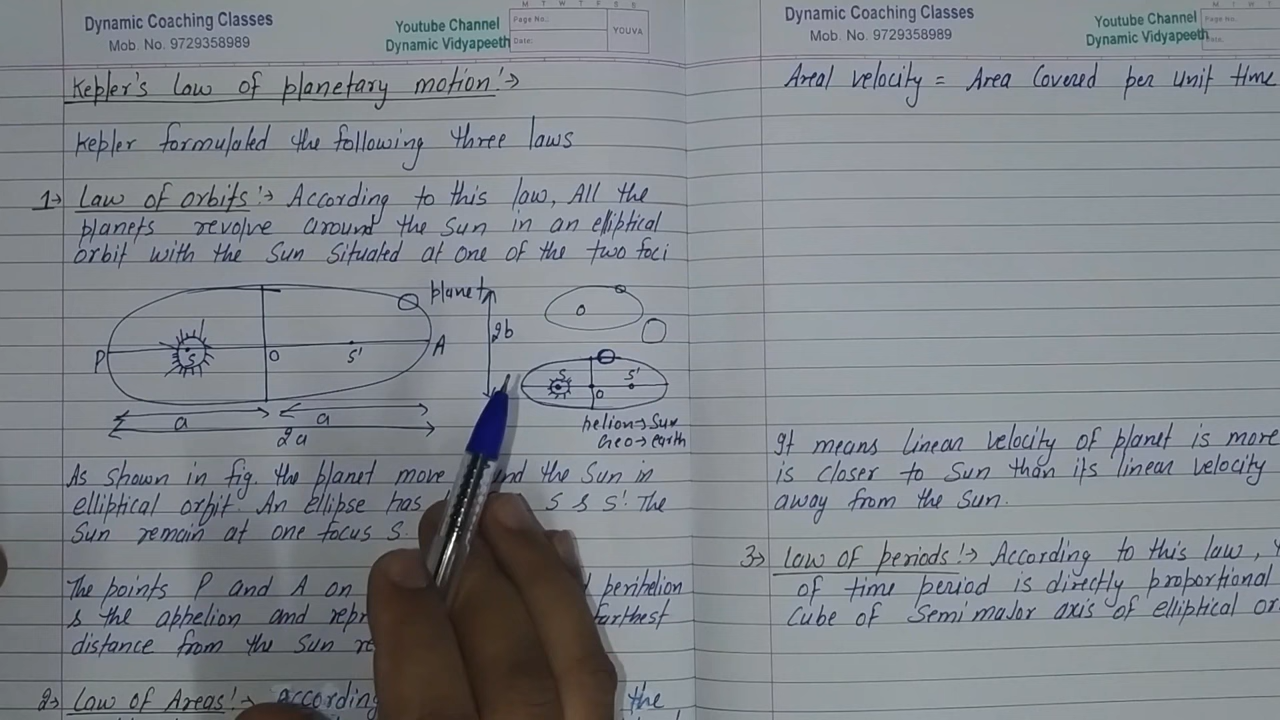 Dynamic Coaching Classes
Mob. No. 9729358989
Youtube Channel
Dynamic Vidyapeeth
M T W T F S S
Page No.:
Date:
YOUVA
Kepler's Law of planetary motion:→
Kepler formulated the following three laws
1→ Law of orbits:→ According to this law, All the
planets revolve around the Sun in an elliptical
orbit with the Sun Situated at one of the two foci
planet
2b
P
S
O
S'
A
a
a
2a
S
S'
O
helion→Sun
Geo→earth
As shown in fig. the planet move the Sun in
elliptical orbit. An ellipse has S & S'. The
Sun remain at one focus S.
The points P and A on perihelion
& the aphelion and farthest
distance from the Sun
2→ Law of Areas:→ according the
Dynamic Coaching Classes
Mob. No. 9729358989
Youtube Channel
Dynamic Vidyapeeth
M T W T
Page No.:
Areal velocity = Area Covered per unit time
It means Linear velocity of planet is more
is closer to Sun than its linear velocity
away from the Sun.
3→ Law of periods:→ According to this law,
of time period is directly proportional
Cube of Semi major axis of elliptical